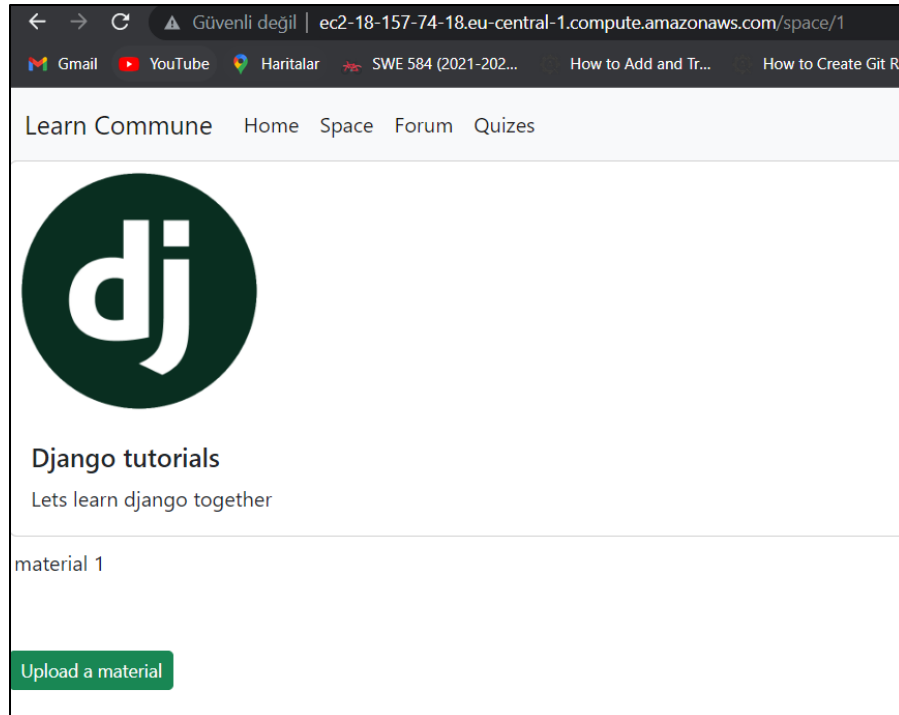 Güvenli değil | ec2-18-157-74-18.eu-central-1.compute.amazonaws.com/space/1
Gmail YouTube Haritalar SWE 584 (2021-202... How to Add and Tr... How to Create Git R
Learn Commune Home Space Forum Quizes
dj
Django tutorials
Lets learn django together
material 1
Upload a material